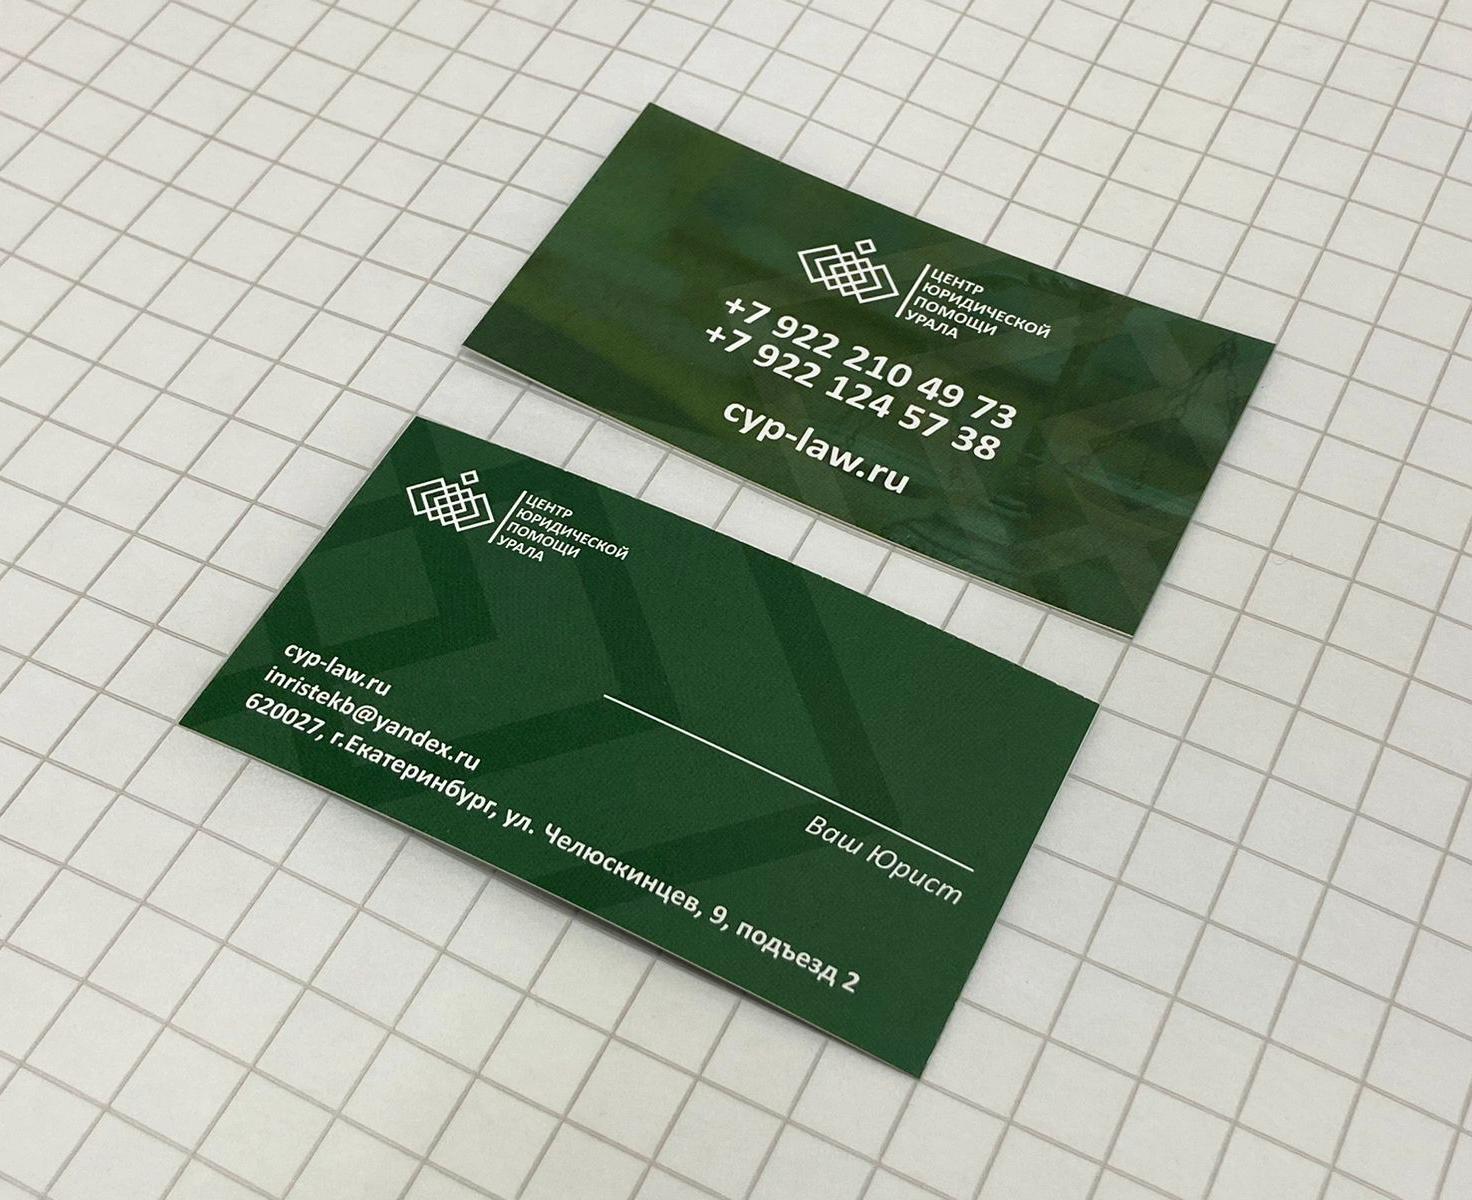 ЦЕНТР
ЮРИДИЧЕСКОЙ
ПОМОЩИ
УРАЛА
+7 922 210 49 73
+7 922 124 57 38
cyp-law.ru
ЦЕНТР
ЮРИДИЧЕСКОЙ
ПОМОЩИ
УРАЛА
cyp-law.ru
inristekb@yandex.ru
620027, г.Екатеринбург, ул. Челюскинцев, 9, подъезд 2
Ваш Юрист